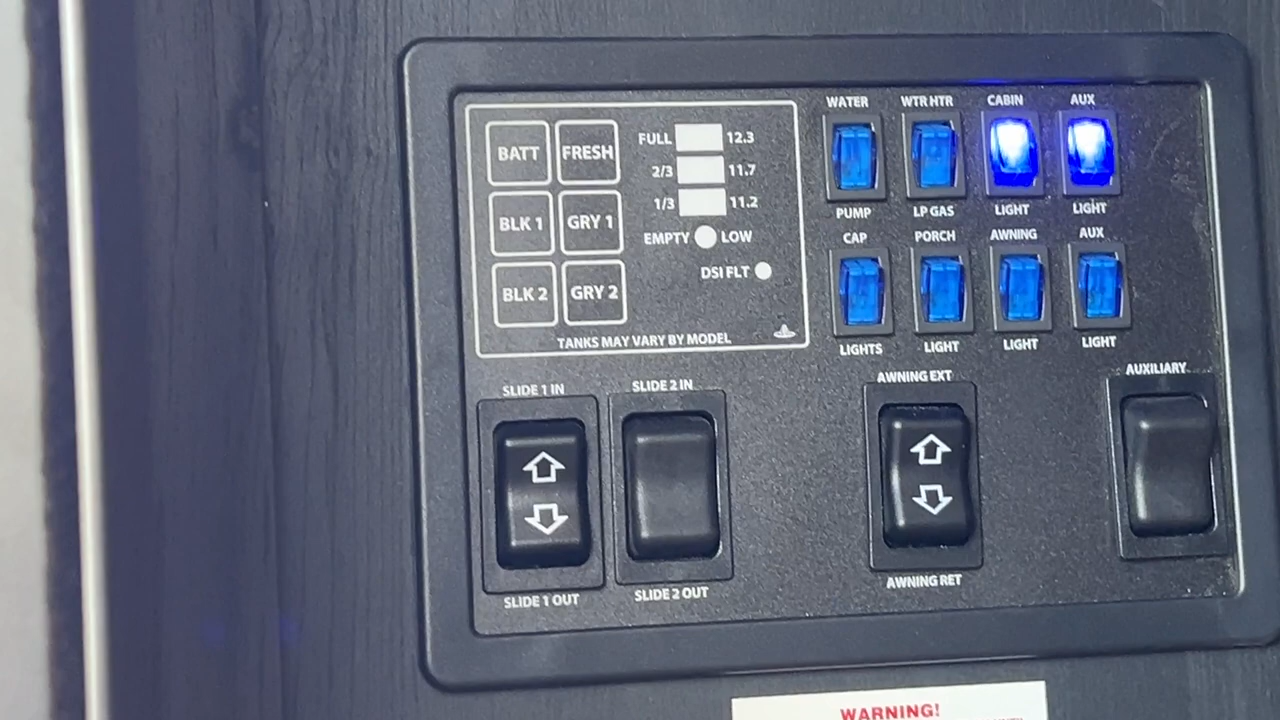 BATT FRESH
BLK 1 GRY 1
BLK 2 GRY 2
FULL 12.3
2/3 11.7
1/3 11.2
EMPTY LOW
DSI FLT
TANKS MAY VARY BY MODEL
WATER PUMP
WTR HTR LP GAS
CABIN LIGHT
AUX LIGHT
CAP LIGHTS
PORCH LIGHT
AWNING LIGHT
AUX LIGHT
SLIDE 1 IN
SLIDE 1 OUT
SLIDE 2 IN
SLIDE 2 OUT
AWNING EXT
AWNING RET
AUXILIARY
WARNING!